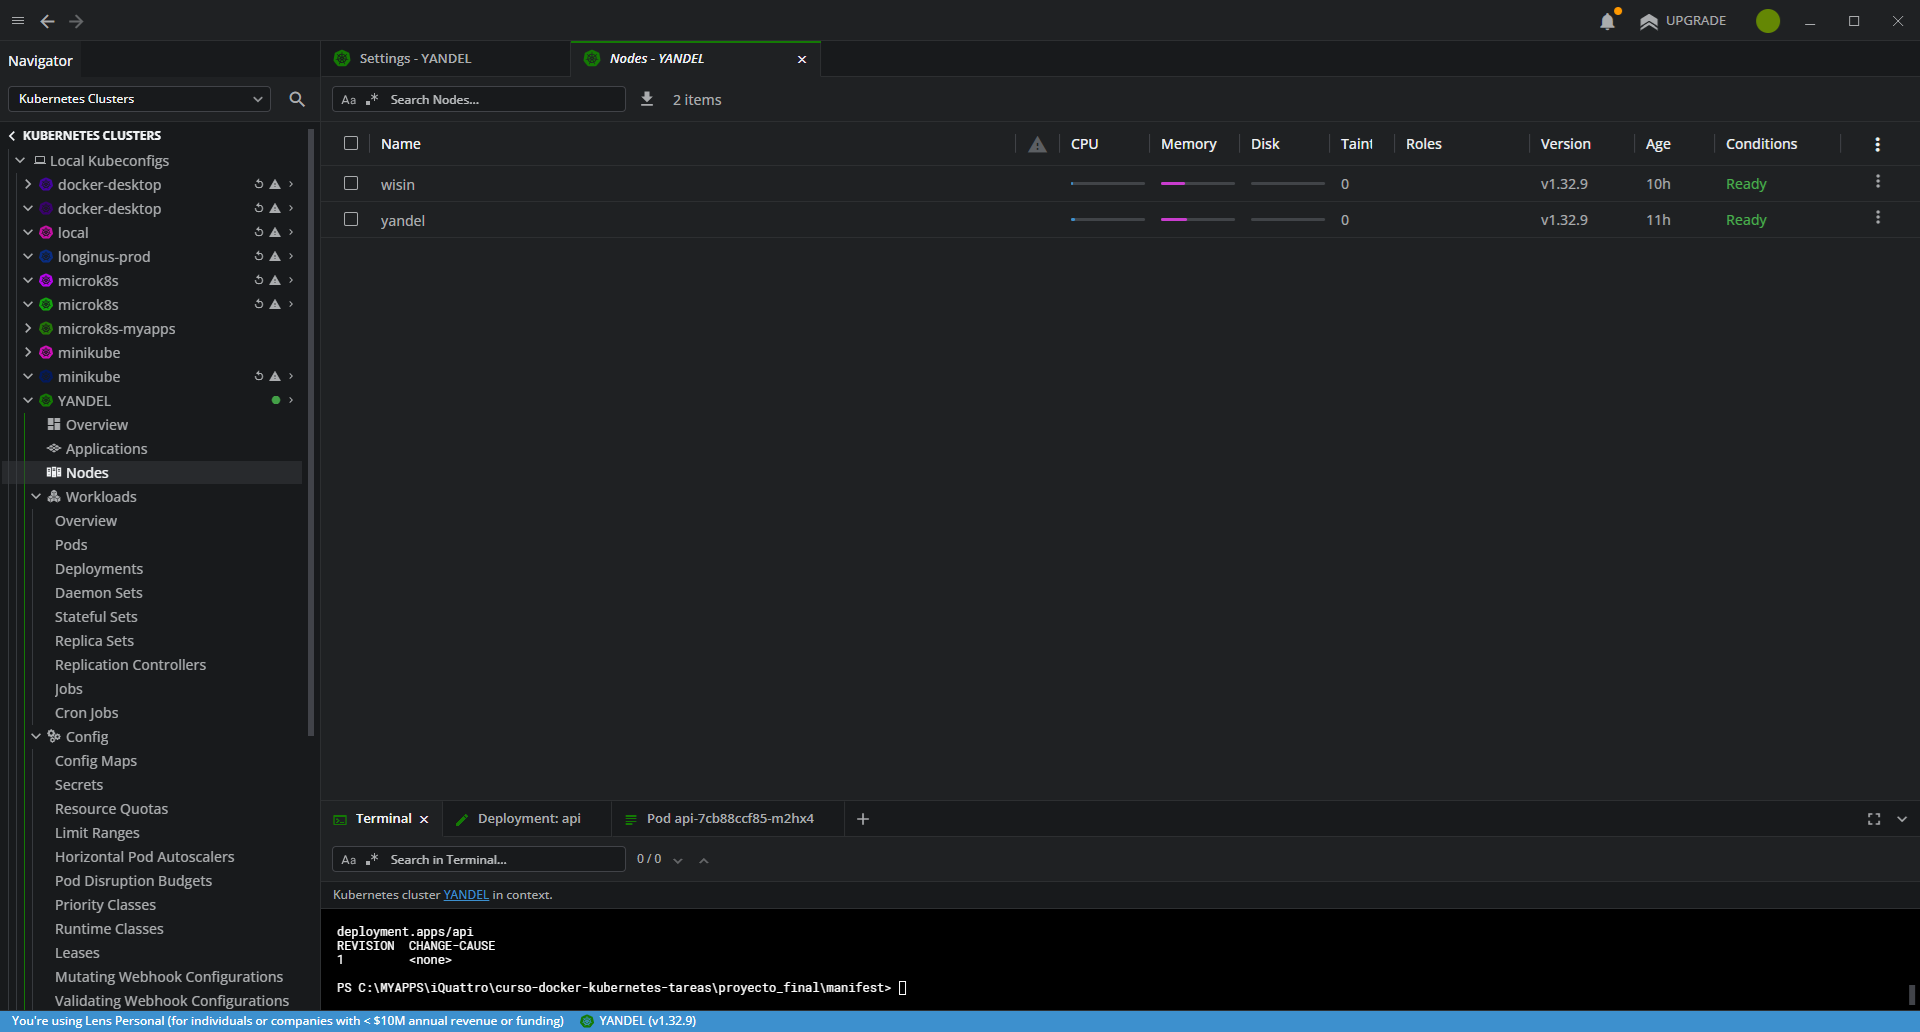 UPGRADE
Navigator
Settings - YANDEL
Nodes - YANDEL
Kubernetes Clusters
Aa .* Search Nodes...
2 items
KUBERNETES CLUSTERS
Local Kubeconfigs
docker-desktop
docker-desktop
local
longinus-prod
microk8s
microk8s
microk8s-myapps
minikube
minikube
YANDEL
Overview
Applications
Nodes
Workloads
Overview
Pods
Deployments
Daemon Sets
Stateful Sets
Replica Sets
Replication Controllers
Jobs
Cron Jobs
Config
Config Maps
Secrets
Resource Quotas
Limit Ranges
Horizontal Pod Autoscalers
Pod Disruption Budgets
Priority Classes
Runtime Classes
Leases
Mutating Webhook Configurations
Validating Webhook Configurations
Name CPU Memory Disk Taint Roles Version Age Conditions
wisin 0 v1.32.9 10h Ready
yandel 0 v1.32.9 11h Ready
Terminal Deployment: api Pod api-7cb88ccf85-m2hx4
Aa .* Search in Terminal... 0 / 0
Kubernetes cluster YANDEL in context.
deployment.apps/api
REVISION CHANGE-CAUSE
1 <none>
PS C:\MYAPPS\iQuattro\curso-docker-kubernetes-tareas\proyecto_final\manifest>
You're using Lens Personal (for individuals or companies with < $10M annual revenue or funding) YANDEL (v1.32.9)